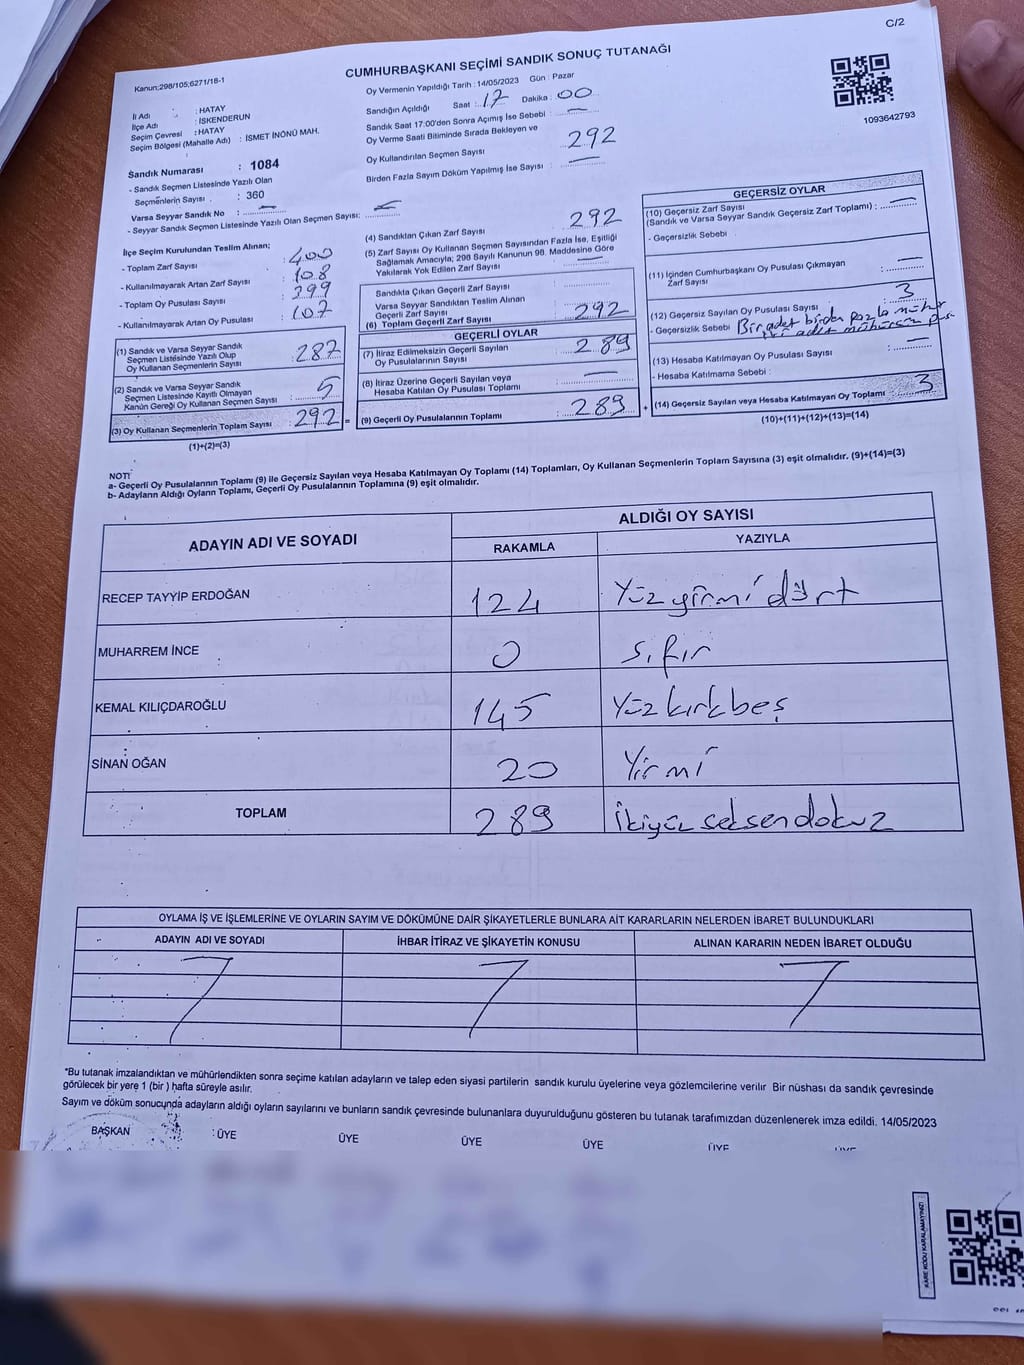 C/2
Kanun:298/105;6271/18-1
CUMHURBAŞKANI SEÇİMİ SANDIK SONUÇ TUTANAĞI
1093642793
İl Adı : HATAY
İlçe Adı : İSKENDERUN
Seçim Çevresi : HATAY
Seçim Bölgesi (Mahalle Adı) : İSMET İNÖNÜ MAH.
Sandık Numarası : 1084
- Sandık Seçmen Listesinde Yazılı Olan
Seçmenlerin Sayısı : 360
Varsa Seyyar Sandık No :
- Seyyar Sandık Seçmen Listesinde Yazılı Olan Seçmen Sayısı:
Oy Vermenin Yapıldığı Tarih : 14/05/2023 Gün : Pazar
Sandığın Açıldığı Saat : 17 Dakika : 00
Sandık Saat 17:00'den Sonra Açımış İse Sebebi : —
Oy Verme Saati Bitiminde Sırada Bekleyen ve
Oy Kullandırılan Seçmen Sayısı 292
Birden Fazla Sayım Döküm Yapılmış İse Sayısı : —
İlçe Seçim Kurulundan Teslim Alınan;
- Toplam Zarf Sayısı : 400
- Kullanılmayarak Artan Zarf Sayısı : 108
- Toplam Oy Pusulası Sayısı : 399
- Kullanılmayarak Artan Oy Pusulası : 107
(1) Sandık ve Varsa Seyyar Sandık
Seçmen Listesinde Yazılı Olup
Oy Kullanan Seçmenlerin Sayısı : 287
(2) Sandık ve Varsa Seyyar Sandık
Seçmen Listesinde Kayıtlı Olmayan
Kanun Gereği Oy Kullanan Seçmen Sayısı : 5
(3) Oy Kullanan Seçmenlerin Toplam Sayısı : 292 =
(1)+(2)=(3)
(4) Sandıktan Çıkan Zarf Sayısı 292
(5) Zarf Sayısı Oy Kullanan Seçmen Sayısından Fazla İse, Eşitliği
Sağlamak Amacıyla; 298 Sayılı Kanunun 98. Maddesine Göre
Yakılarak Yok Edilen Zarf Sayısı : —
Sandıkta Çıkan Geçerli Zarf Sayısı :
Varsa Seyyar Sandıktan Teslim Alınan
Geçerli Zarf Sayısı :
(6) Toplam Geçerli Zarf Sayısı : 292
GEÇERLİ OYLAR
(7) İtiraz Edilmeksizin Geçerli Sayılan
Oy Pusulalarının Sayısı : 289
(8) İtiraz Üzerine Geçerli Sayılan veya
Hesaba Katılan Oy Pusulası Toplamı : —
(9) Geçerli Oy Pusulalarının Toplamı : 289 +
GEÇERSİZ OYLAR
(10) Geçersiz Zarf Sayısı
(Sandık ve Varsa Seyyar Sandık Geçersiz Zarf Toplamı) : —
- Geçersizlik Sebebi :
(11) İçinden Cumhurbaşkanı Oy Pusulası Çıkmayan
Zarf Sayısı : —
(12) Geçersiz Sayılan Oy Pusulası Sayısı : 3
- Geçersizlik Sebebi Bir adet birden fazla mühür
iki adet mühürsüz pus
(13) Hesaba Katılmayan Oy Pusulası Sayısı : —
- Hesaba Katılmama Sebebi :
(14) Geçersiz Sayılan veya Hesaba Katılmayan Oy Toplamı : 3
(10)+(11)+(12)+(13)=(14)
NOT:
a- Geçerli Oy Pusulalarının Toplamı (9) ile Geçersiz Sayılan veya Hesaba Katılmayan Oy Toplamı (14) Toplamları, Oy Kullanan Seçmenlerin Toplam Sayısına (3) eşit olmalıdır. (9)+(14)=(3)
b- Adayların Aldığı Oyların Toplamı, Geçerli Oy Pusulalarının Toplamına (9) eşit olmalıdır.
ADAYIN ADI VE SOYADI
ALDIĞI OY SAYISI
RAKAMLA YAZIYLA
RECEP TAYYİP ERDOĞAN 124 Yüzyirmi dört
MUHARREM İNCE 0 sıfır
KEMAL KILIÇDAROĞLU 145 Yüzkırkbeş
SİNAN OĞAN 20 Yirmi
TOPLAM 289 İkiyüz seksendokuz
OYLAMA İŞ VE İŞLEMLERİNE VE OYLARIN SAYIM VE DÖKÜMÜNE DAİR ŞİKAYETLERLE BUNLARA AİT KARARLARIN NELERDEN İBARET BULUNDUKLARI
ADAYIN ADI VE SOYADI İHBAR İTİRAZ VE ŞİKAYETİN KONUSU ALINAN KARARIN NEDEN İBARET OLDUĞU
"Bu tutanak imzalandıktan ve mühürlendikten sonra seçime katılan adayların ve talep eden siyasi partilerin sandık kurulu üyelerine veya gözlemcilerine verilir Bir nüshası da sandık çevresinde
görülecek bir yere 1 (bir ) hafta süreyle asılır.
Sayım ve döküm sonucunda adayların aldığı oyların sayılarını ve bunların sandık çevresinde bulunanlara duyurulduğunu gösteren bu tutanak tarafımızdan düzenlenerek imza edildi. 14/05/2023
BAŞKAN : ÜYE ÜYE ÜYE ÜYE ÜYE ÜYE
KARE KODU KARALAMAYINIZ!